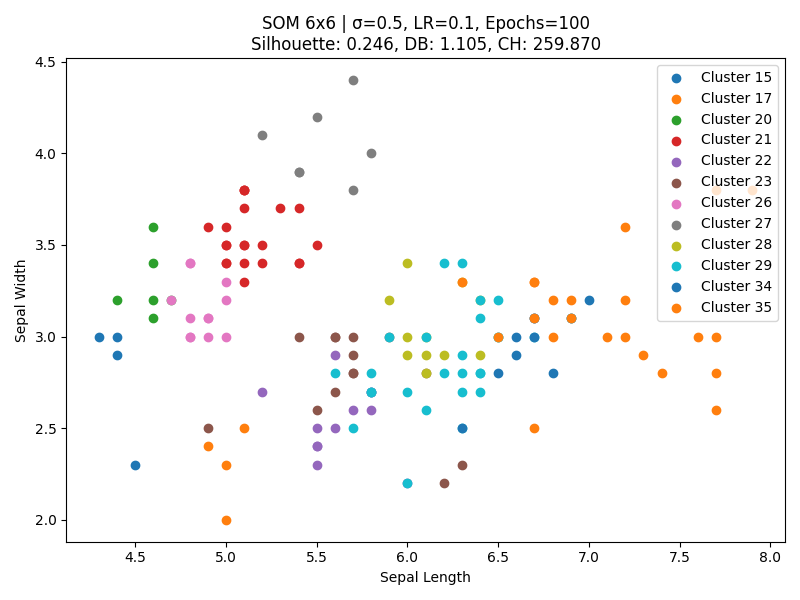 SOM 6x6 | σ=0.5, LR=0.1, Epochs=100
Silhouette: 0.246, DB: 1.105, CH: 259.870
4.5
4.0
3.5
3.0
2.5
2.0
Sepal Width
Cluster 15
Cluster 17
Cluster 20
Cluster 21
Cluster 22
Cluster 23
Cluster 26
Cluster 27
Cluster 28
Cluster 29
Cluster 34
Cluster 35
4.5 5.0 5.5 6.0 6.5 7.0 7.5 8.0
Sepal Length